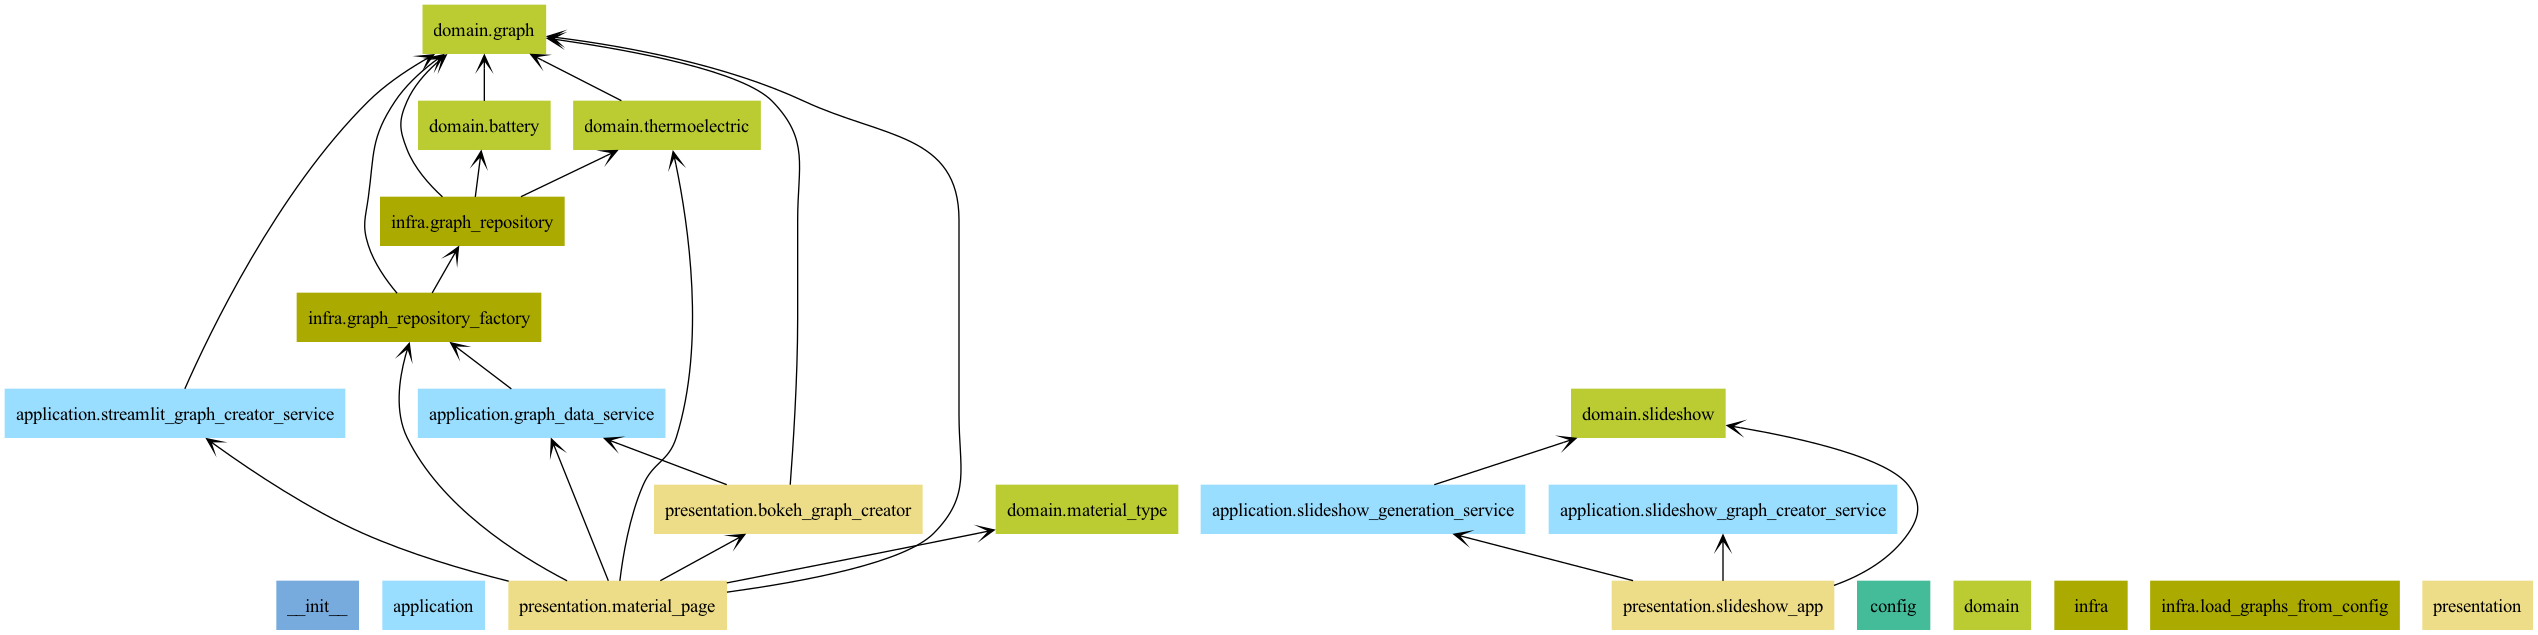 domain.graph
domain.battery
domain.thermoelectric
infra.graph_repository
infra.graph_repository_factory
application.streamlit_graph_creator_service
application.graph_data_service
domain.slideshow
presentation.bokeh_graph_creator
domain.material_type
application.slideshow_generation_service
application.slideshow_graph_creator_service
__init__
application
presentation.material_page
presentation.slideshow_app
config
domain
infra
infra.load_graphs_from_config
presentation